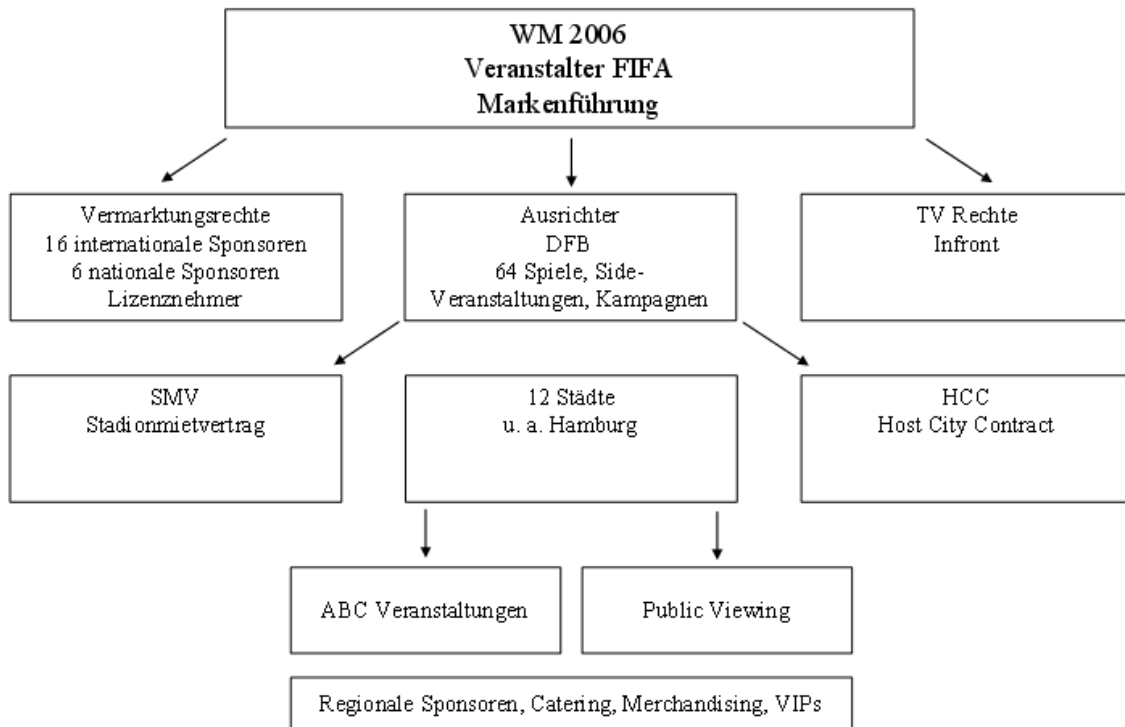 WM 2006
Veranstalter FIFA
Markenführung
Vermarktungsrechte
16 internationale Sponsoren
6 nationale Sponsoren
Lizenznehmer
Ausrichter
DFB
64 Spiele, Side-
Veranstaltungen, Kampagnen
TV Rechte
Infront
SMV
Stadionmietvertrag
12 Städte
u. a. Hamburg
HCC
Host City Contract
ABC Veranstaltungen
Public Viewing
Regionale Sponsoren, Catering, Merchandising, VIPs